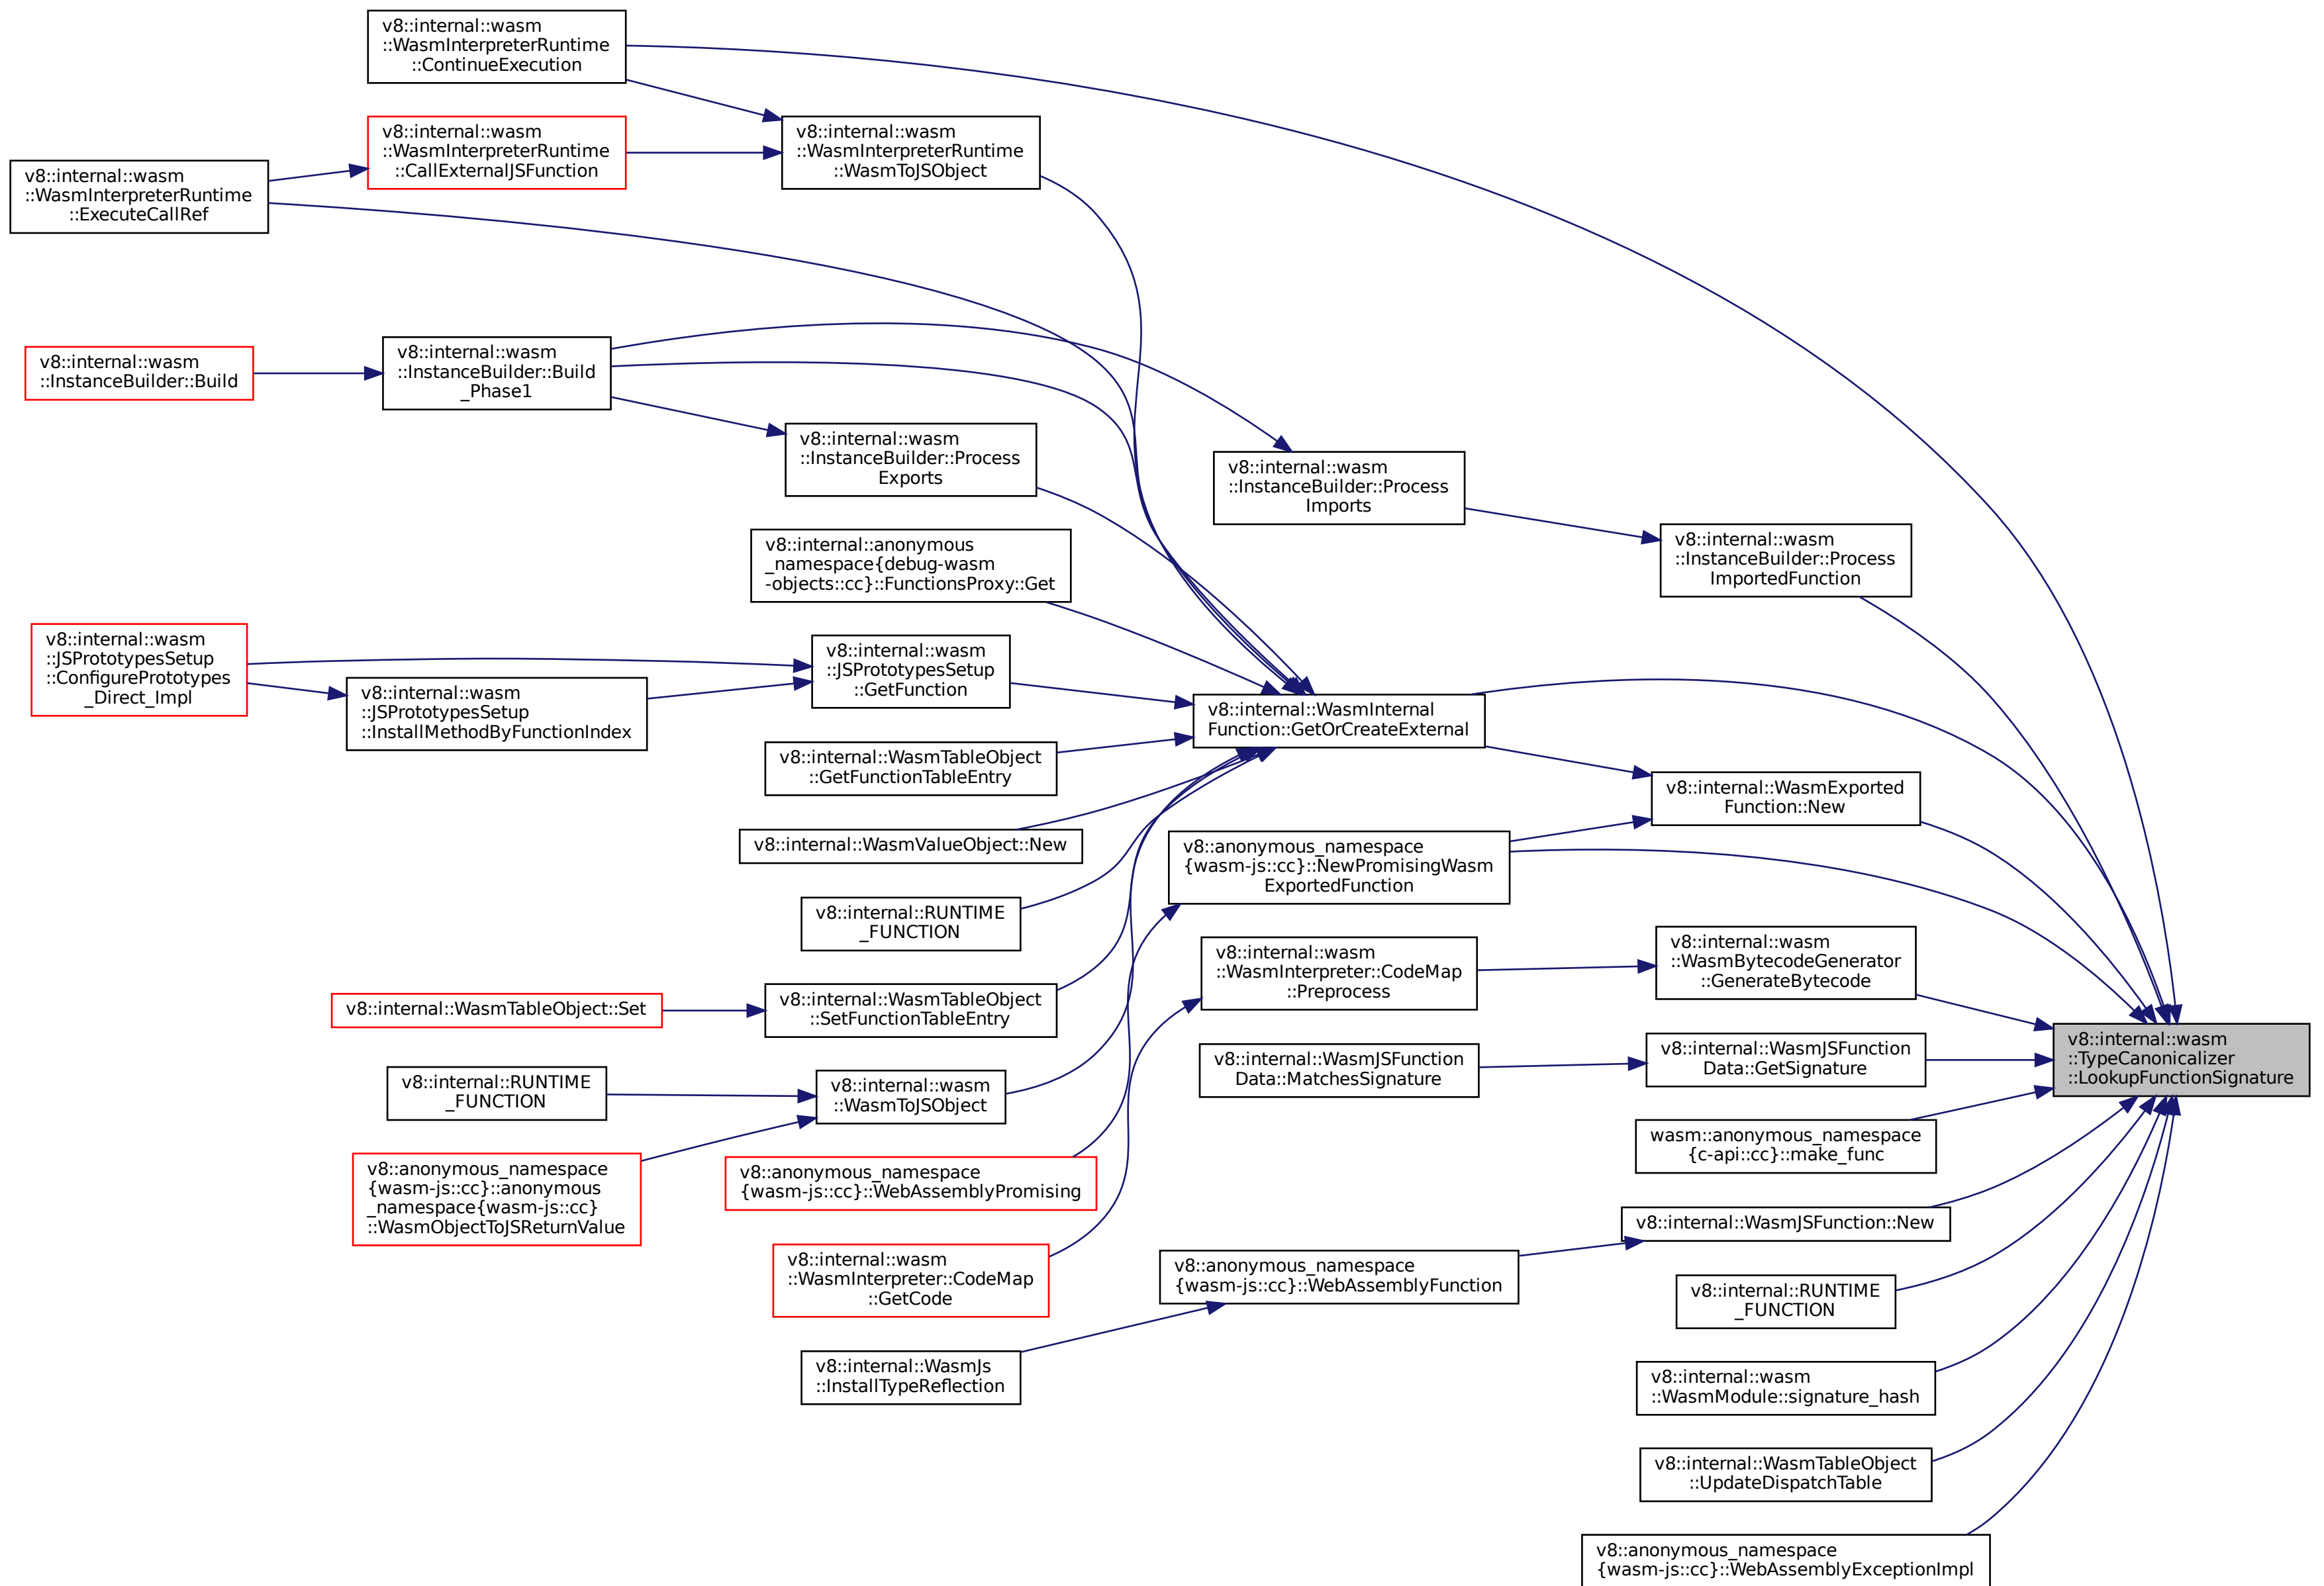 v8::internal::wasm
::WasmInterpreterRuntime
::ContinueExecution
v8::internal::wasm
::WasmInterpreterRuntime
::CallExternalJSFunction
v8::internal::wasm
::WasmInterpreterRuntime
::WasmToJSObject
v8::internal::wasm
::WasmInterpreterRuntime
::ExecuteCallRef
v8::internal::wasm
::InstanceBuilder::Build
v8::internal::wasm
::InstanceBuilder::Build
_Phase1
v8::internal::wasm
::InstanceBuilder::Process
Exports
v8::internal::wasm
::InstanceBuilder::Process
Imports
v8::internal::wasm
::InstanceBuilder::Process
ImportedFunction
v8::internal::anonymous
_namespace{debug-wasm
-objects::cc}::FunctionsProxy::Get
v8::internal::wasm
::JSPrototypesSetup
::ConfigurePrototypes
_Direct_Impl
v8::internal::wasm
::JSPrototypesSetup
::InstallMethodByFunctionIndex
v8::internal::wasm
::JSPrototypesSetup
::GetFunction
v8::internal::WasmInternal
Function::GetOrCreateExternal
v8::internal::WasmTableObject
::GetFunctionTableEntry
v8::internal::WasmExported
Function::New
v8::internal::WasmValueObject::New
v8::anonymous_namespace
{wasm-js::cc}::NewPromisingWasm
ExportedFunction
v8::internal::RUNTIME
_FUNCTION
v8::internal::wasm
::WasmInterpreter::CodeMap
::Preprocess
v8::internal::wasm
::WasmBytecodeGenerator
::GenerateBytecode
v8::internal::WasmTableObject::Set
v8::internal::WasmTableObject
::SetFunctionTableEntry
v8::internal::WasmJSFunction
Data::MatchesSignature
v8::internal::WasmJSFunction
Data::GetSignature
v8::internal::wasm
::TypeCanonicalizer
::LookupFunctionSignature
v8::internal::RUNTIME
_FUNCTION
v8::internal::wasm
::WasmToJSObject
wasm::anonymous_namespace
{c-api::cc}::make_func
v8::anonymous_namespace
{wasm-js::cc}::anonymous
_namespace{wasm-js::cc}
::WasmObjectToJSReturnValue
v8::anonymous_namespace
{wasm-js::cc}::WebAssemblyPromising
v8::internal::WasmJSFunction::New
v8::internal::wasm
::WasmInterpreter::CodeMap
::GetCode
v8::anonymous_namespace
{wasm-js::cc}::WebAssemblyFunction
v8::internal::RUNTIME
_FUNCTION
v8::internal::WasmJs
::InstallTypeReflection
v8::internal::wasm
::WasmModule::signature_hash
v8::internal::WasmTableObject
::UpdateDispatchTable
v8::anonymous_namespace
{wasm-js::cc}::WebAssemblyExceptionImpl